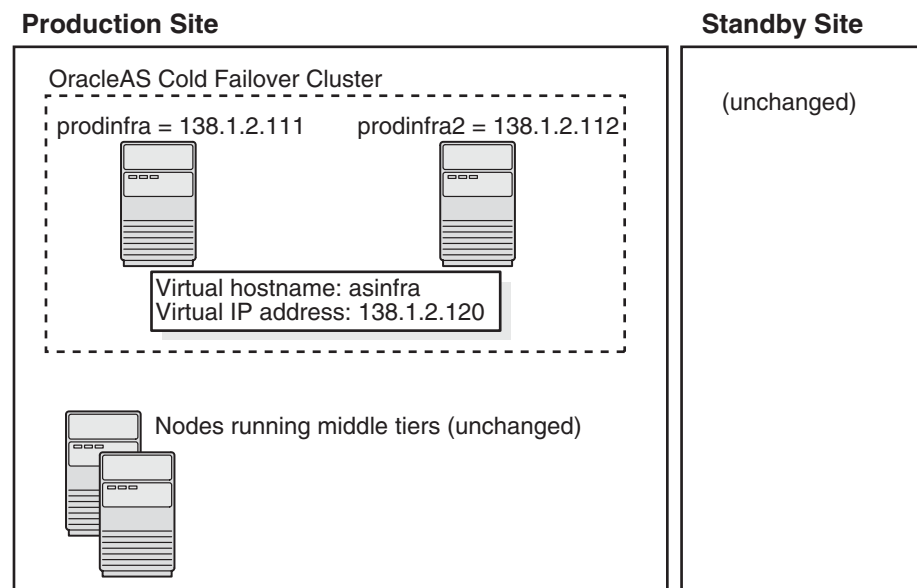 Production Site
Standby Site
OracleAS Cold Failover Cluster
prodinfra = 138.1.2.111
prodinfra2 = 138.1.2.112
Virtual hostname: asinfra
Virtual IP address: 138.1.2.120
Nodes running middle tiers (unchanged)
(unchanged)